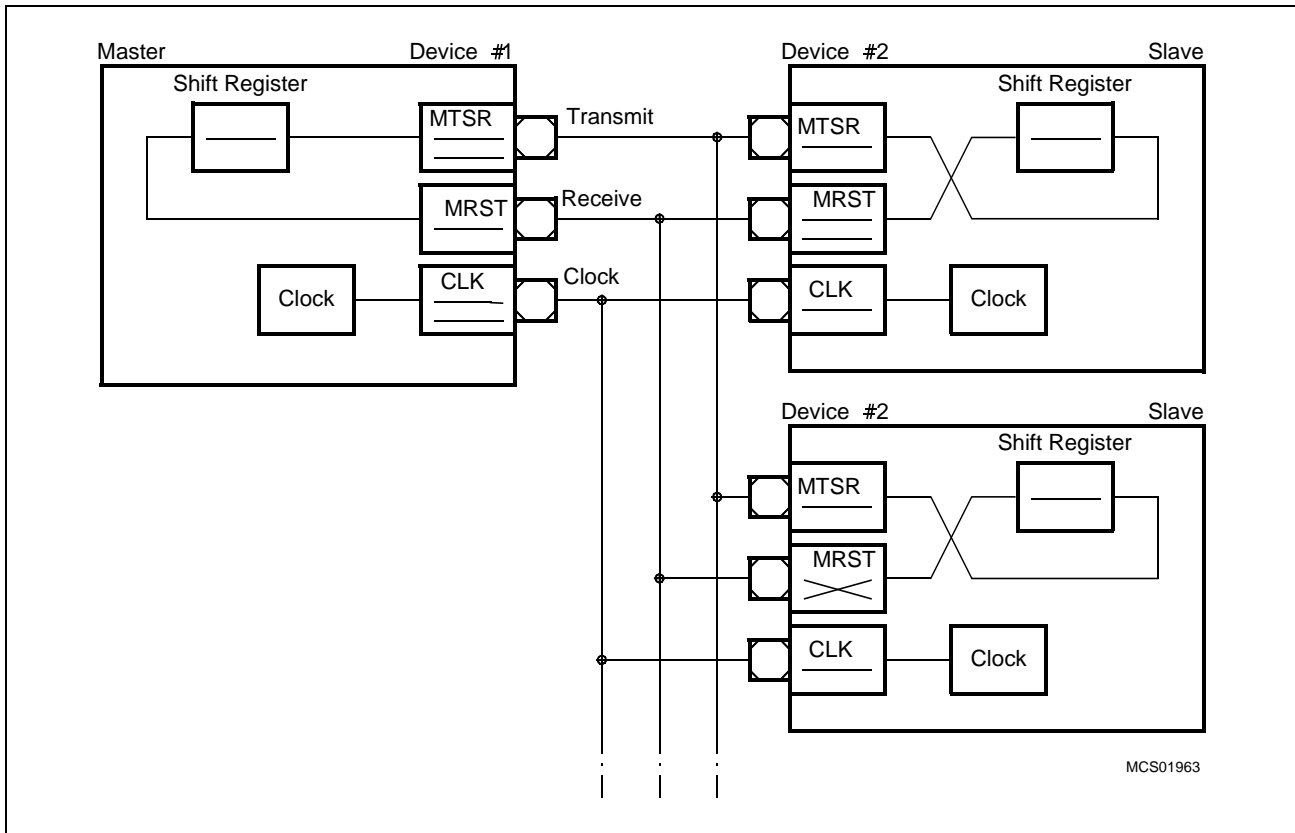 Master Device #1
Shift Register
MTSR
Transmit
MRST
Receive
CLK
Clock
Clock
Device #2 Slave
Shift Register
MTSR
MRST
CLK
Clock
Device #2 Slave
Shift Register
MTSR
MRST
CLK
Clock
MCS01963